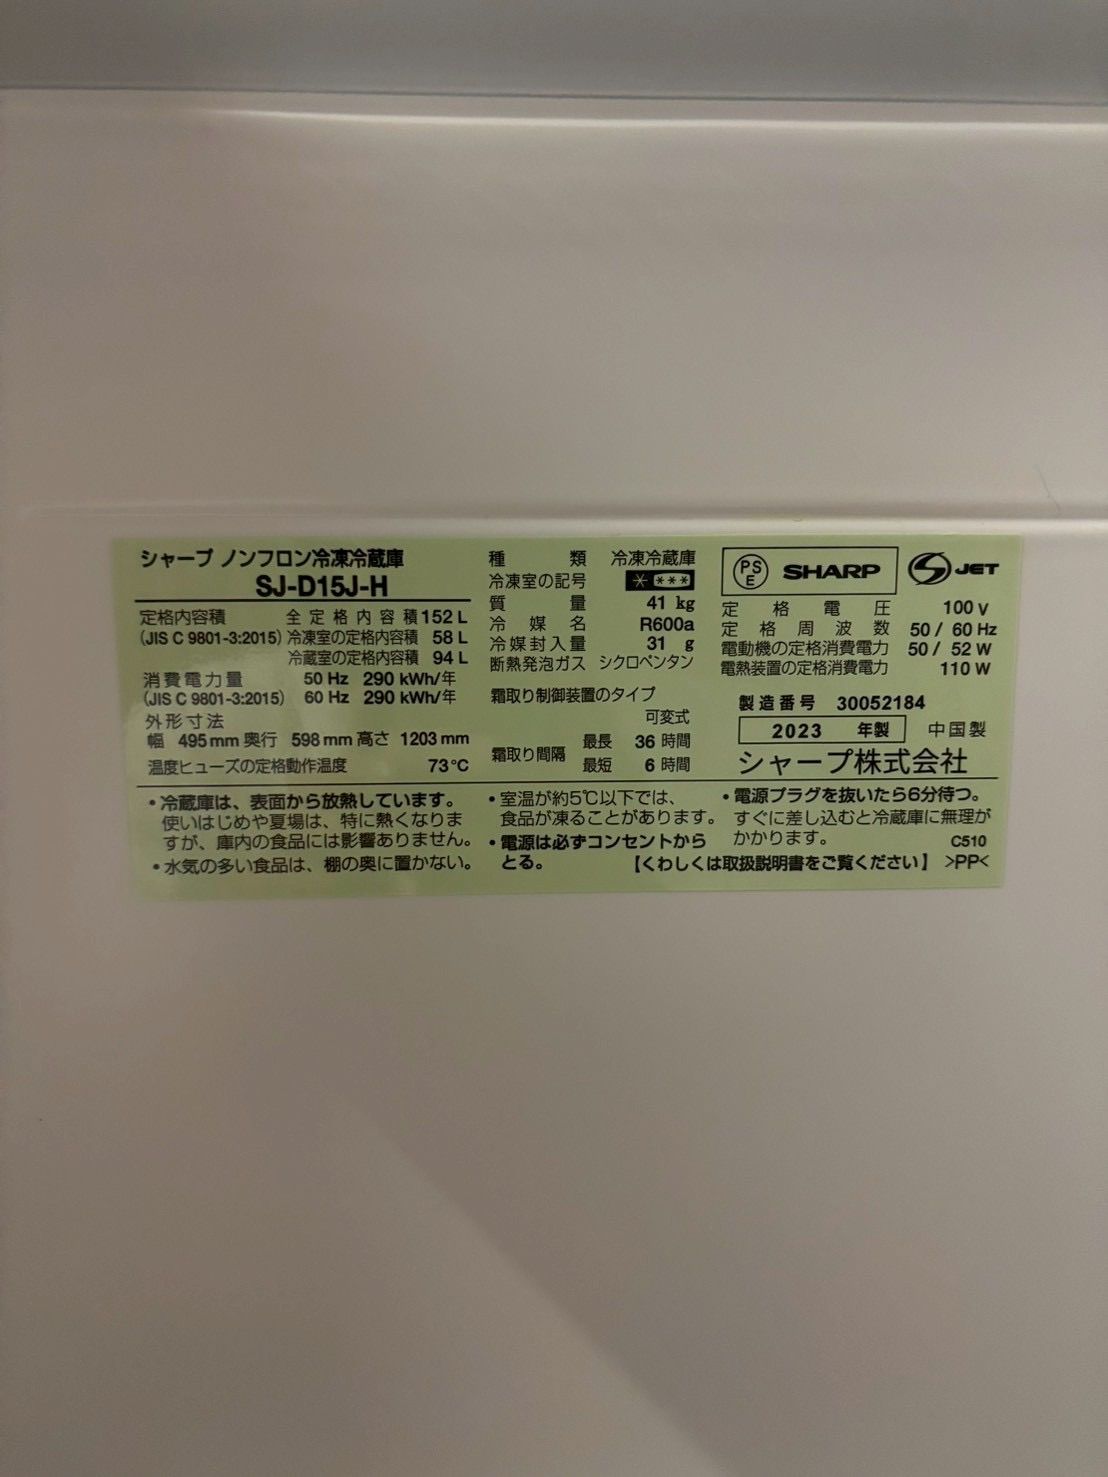 シャープ ノンフロン冷凍冷蔵庫
SJ-D15J-H
定格内容積 全定格内容積 152 L
(JIS C 9801-3:2015) 冷凍室の定格内容積 58 L
冷蔵室の定格内容積 94 L
消費電力量 50 Hz 290 kWh/年
(JIS C 9801-3:2015) 60 Hz 290 kWh/年
外形寸法
幅 495 mm 奥行 598 mm 高さ 1203 mm
温度ヒューズの定格動作温度 73℃
種類 冷凍冷蔵庫
冷凍室の記号 * ***
質量 41 kg
冷媒名 R600a
冷媒封入量 31 g
断熱発泡ガス シクロペンタン
霜取り制御装置のタイプ
可変式
霜取り間隔 最長 36 時間
最短 6 時間
PSE SHARP S JET
定格電圧 100 V
定格周波数 50 / 60 Hz
電動機の定格消費電力 50 / 52 W
電熱装置の定格消費電力 110 W
製造番号 30052184
2023 年製 中国製
シャープ株式会社
・冷蔵庫は、表面から放熱しています。
使いはじめや夏場は、特に熱くなりま
すが、庫内の食品には影響ありません。
・水気の多い食品は、棚の奥に置かない。
・室温が約5℃以下では、
食品が凍ることがあります。
・電源は必ずコンセントから
とる。
・電源プラグを抜いたら6分待つ。
すぐに差し込むと冷蔵庫に無理が
かかります。 C510
【くわしくは取扱説明書をご覧ください】 >PP<